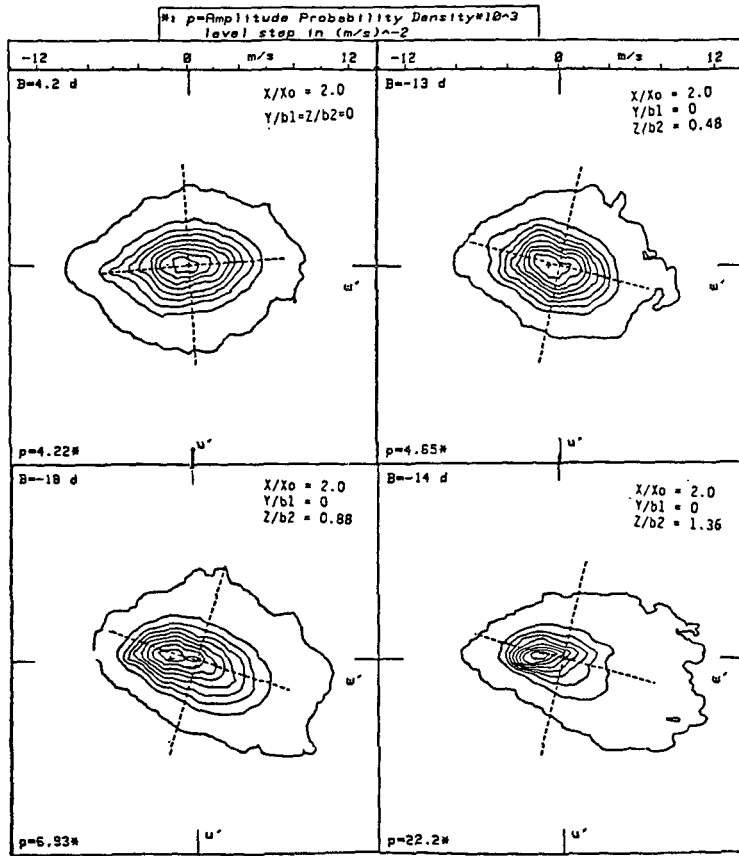 *: p=Amplitude Probability Density*10^3
level step in (m/s)^-2
-12 0 m/s 12
-12 0 m/s 12
B=4.2 d
X/Xo = 2.0
Y/b1=Z/b2=0
w'
u'
p=4.22*
B=-13 d
X/Xo = 2.0
Y/b1 = 0
Z/b2 = 0.48
w'
u'
p=4.65*
B=-18 d
X/Xo = 2.0
Y/b1 = 0
Z/b2 = 0.88
w'
u'
p=6.93*
B=-14 d
X/Xo = 2.0
Y/b1 = 0
Z/b2 = 1.36
w'
u'
p=22.2*